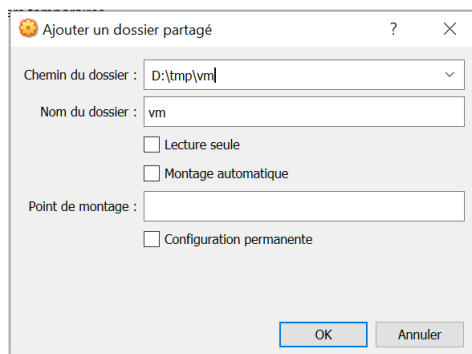 Ajouter un dossier partagé ?
Chemin du dossier : D:\tmp\vm
Nom du dossier : vm
Lecture seule
Montage automatique
Point de montage :
Configuration permanente
OK Annuler